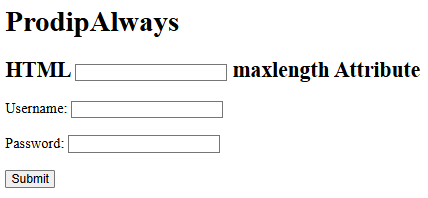 ProdipAlways
HTML maxlength Attribute
Username:
Password:
Submit